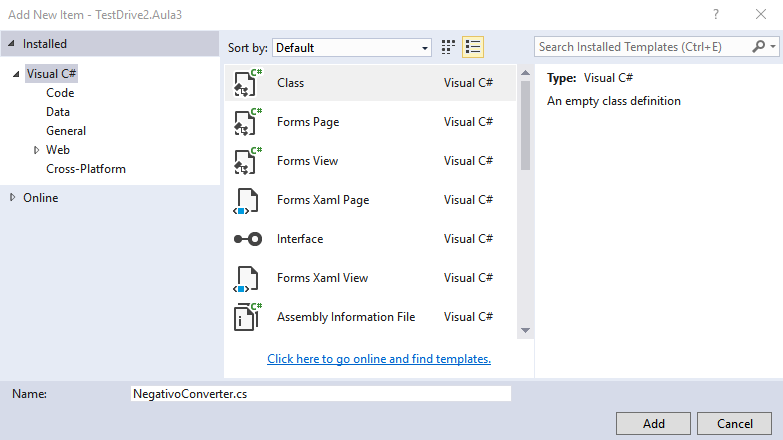 Add New Item - TestDrive2.Aula3
? ×
Installed
Sort by: Default
Search Installed Templates (Ctrl+E)
Visual C#
Code
Data
General
Web
Cross-Platform
Online
C# Class Visual C#
C# Forms Page Visual C#
C# Forms View Visual C#
Forms Xaml Page Visual C#
Interface Visual C#
Forms Xaml View Visual C#
C# Assembly Information File Visual C#
Click here to go online and find templates.
Type: Visual C#
An empty class definition
Name: NegativoConverter.cs
Add Cancel